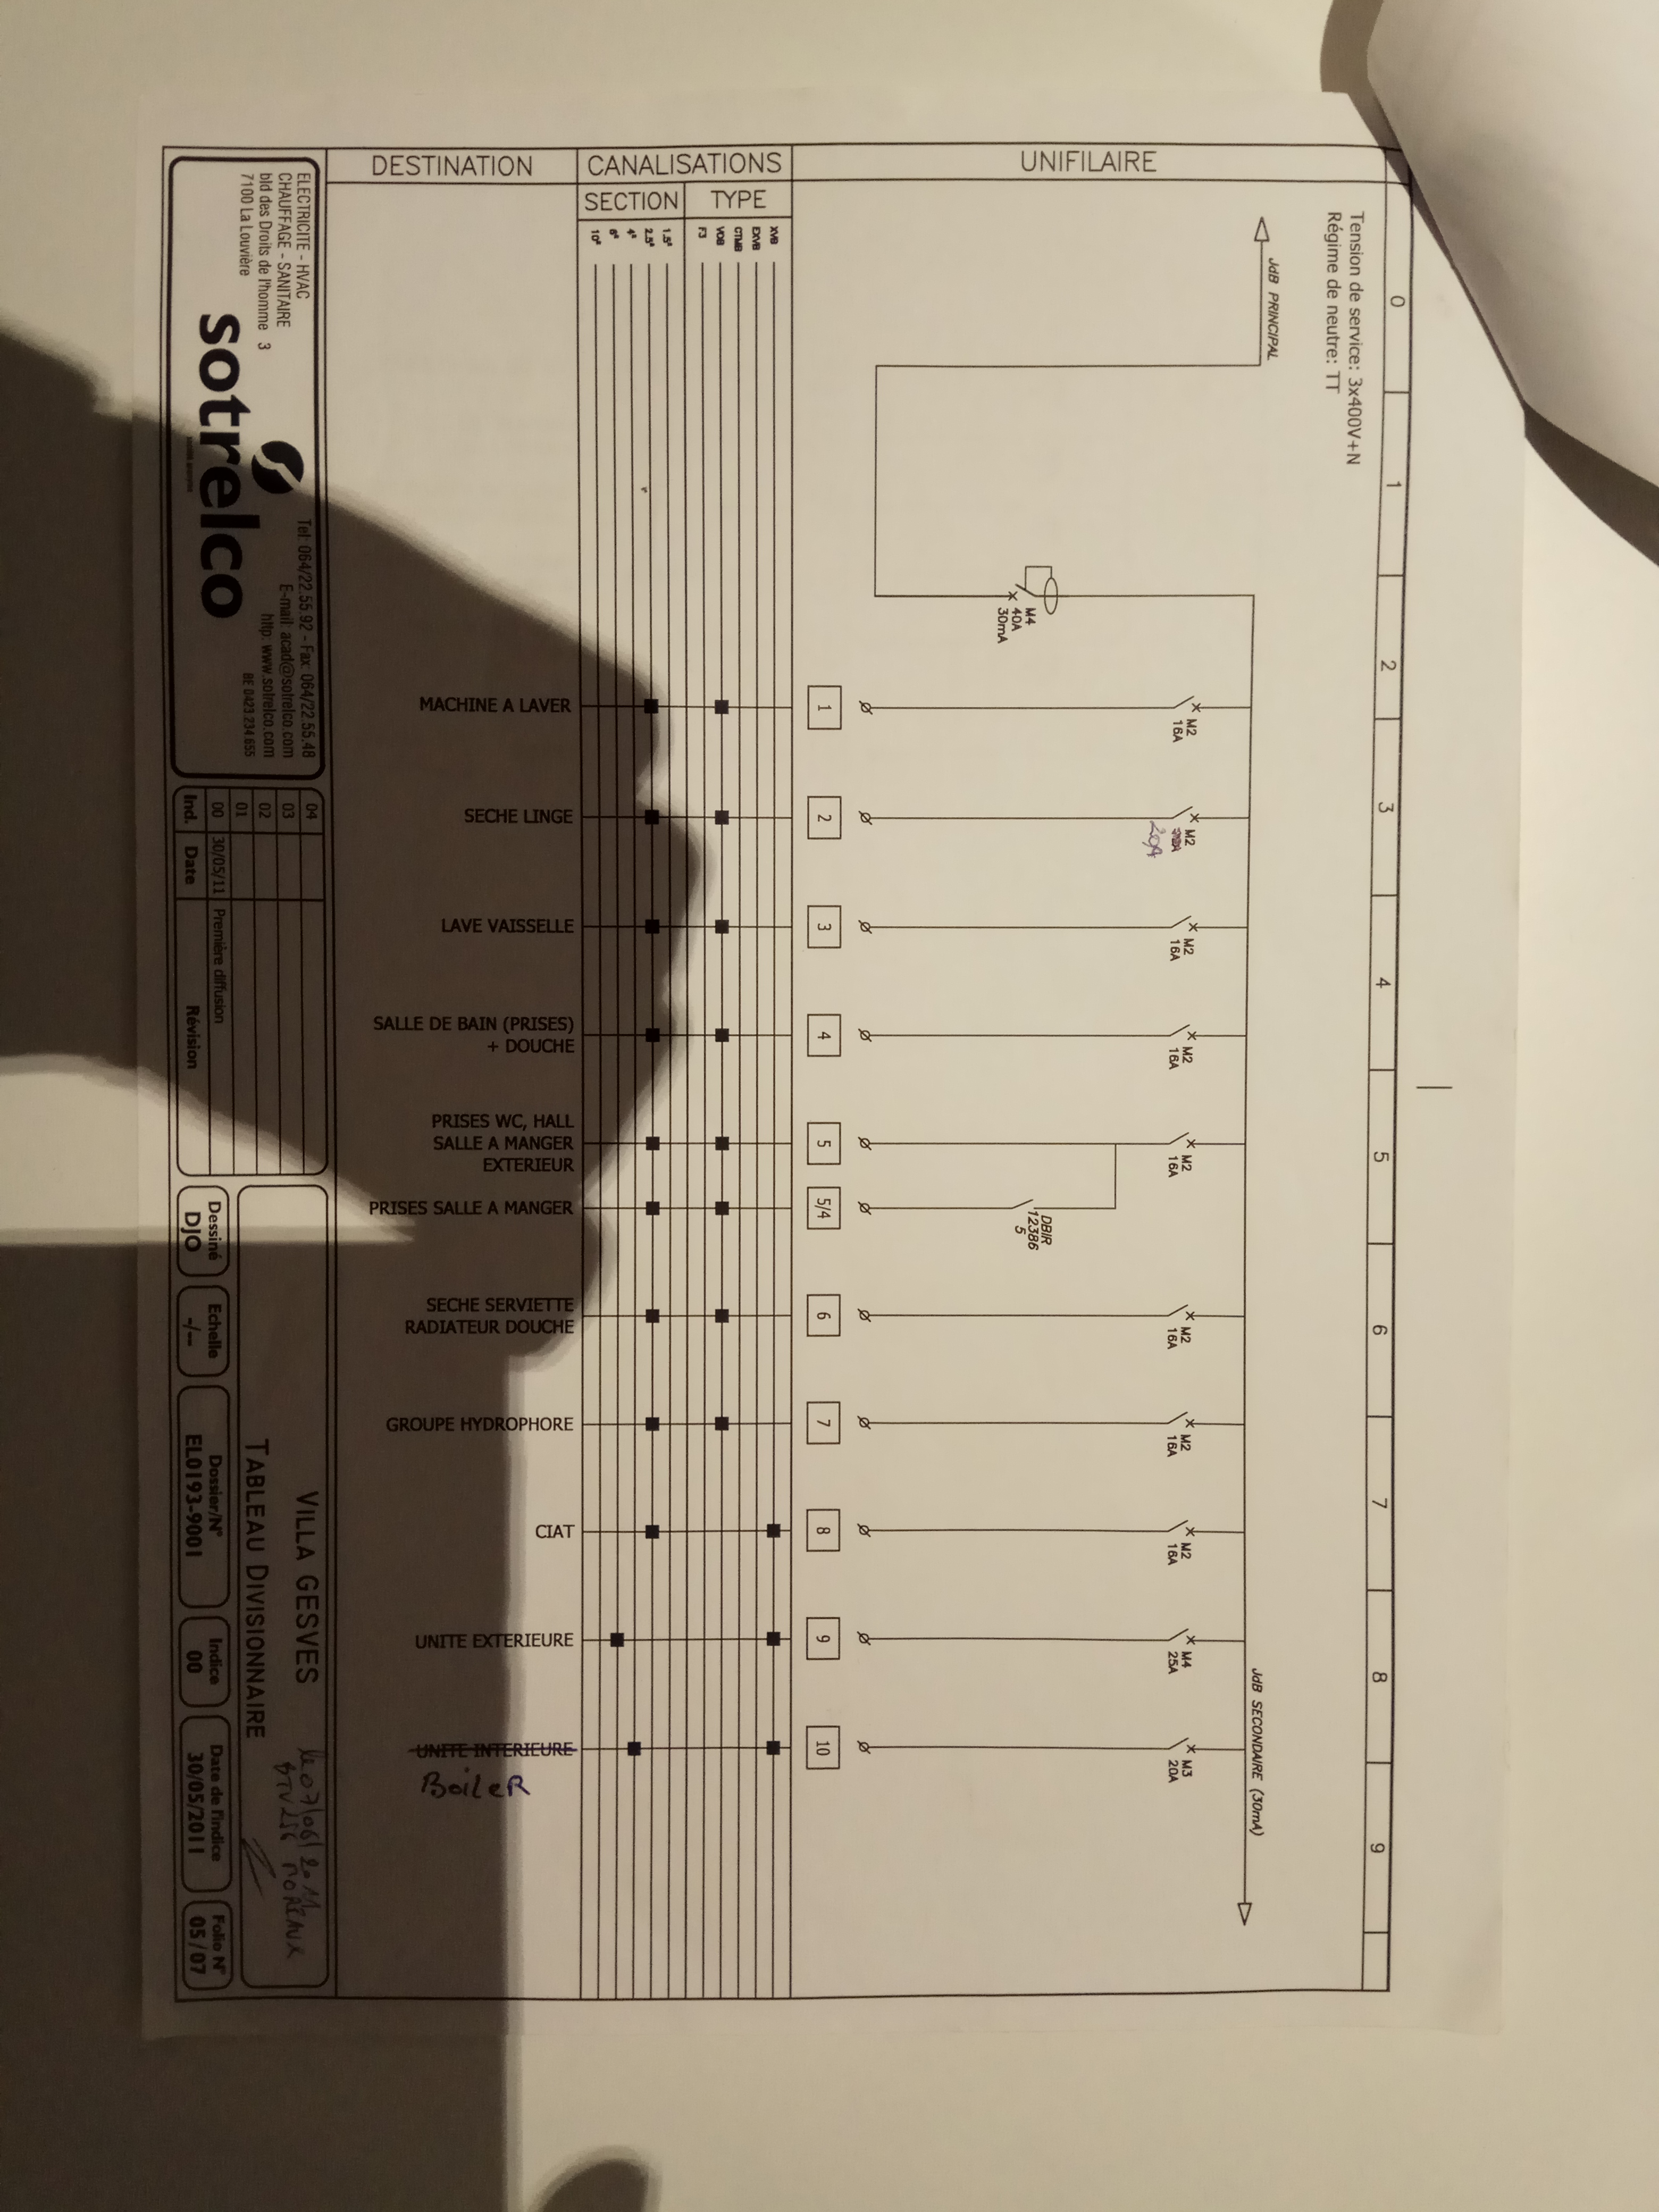 0
1
2
3
4
5
6
7
8
9
Tension de service: 3x400V+N
Régime de neutre: TT
UNIFILAIRE
JdB PRINCIPAL
JdB SECONDAIRE (30mA)
M4
40A
30mA
M2
16A
M2
20A
M2
16A
M2
16A
M2
16A
DBIR
12386
5
M2
16A
M2
16A
M2
16A
M4
25A
M3
20A
1
2
3
4
5
5/4
6
7
8
9
10
CANALISATIONS
TYPE
XVB
EXVB
CTMB
VOB
F3
SECTION
1.5²
2.5²
4²
6²
10²
DESTINATION
MACHINE A LAVER
SECHE LINGE
LAVE VAISSELLE
SALLE DE BAIN (PRISES)
+ DOUCHE
PRISES WC, HALL
SALLE A MANGER
EXTERIEUR
PRISES SALLE A MANGER
SECHE SERVIETTE
RADIATEUR DOUCHE
GROUPE HYDROPHORE
CIAT
UNITE EXTERIEURE
UNITE INTERIEURE
BoileR
ELECTRICITE - HVAC
CHAUFFAGE - SANITAIRE
bld des Droits de l'homme 3
7100 La Louvière
sotrelco
Tel: 064/22.55.92 - Fax: 064/22.55.48
E-mail: acad@sotrelco.com
http: www.sotrelco.com
BE 0423 234 655
04
03
02
01
00 30/05/11 Première diffusion
Ind. Date Révision
VILLA GESVES
TABLEAU DIVISIONNAIRE
le 07/06/2011
Dessiné
DJO
Echelle
-/--
Dossier/N°
EL0193-9001
Indice
00
Date de l'indice
30/05/2011
Folio N°
05/07